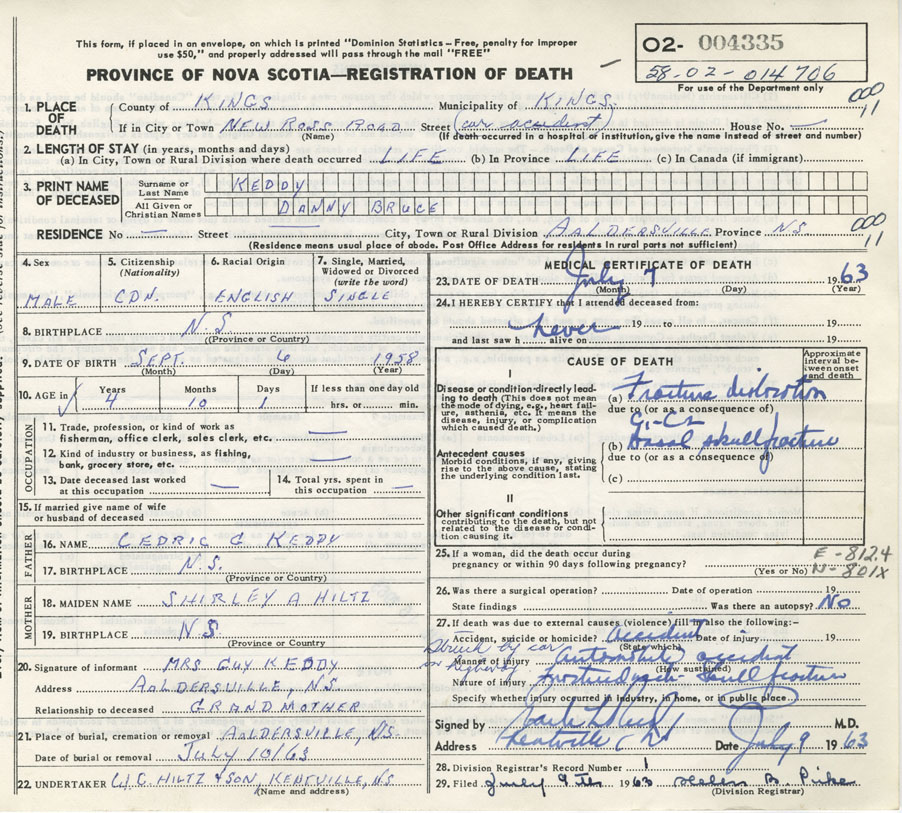 This form, if placed in an envelope, on which is printed "Dominion Statistics – Free, penalty for improper
use $50," and properly addressed will pass through the mail "FREE"
PROVINCE OF NOVA SCOTIA—REGISTRATION OF DEATH
02- 004335
58-02-014706
For use of the Department only
1. PLACE OF DEATH
County of KINGS (Name) Municipality of KINGS. 000 11
If in City or Town NEW ROSS ROAD Street (car accident) House No. —
(If death occurred in a hospital or institution, give the name instead of street and number)
2. LENGTH OF STAY (in years, months and days)
(a) In City, Town or Rural Division where death occurred LIFE (b) In Province LIFE (c) In Canada (if immigrant)
3. PRINT NAME OF DECEASED
Surname or Last Name KEDDY
All Given or Christian Names DANNY BRUCE
RESIDENCE No — Street — City, Town or Rural Division AALDERSVILLE Province NS 000 11
(Residence means usual place of abode. Post Office Address for residents in rural parts not sufficient)
4. Sex MALE
5. Citizenship (Nationality) CDN.
6. Racial Origin ENGLISH
7. Single, Married, Widowed or Divorced (write the word) SINGLE
8. BIRTHPLACE N.S
(Province or Country)
9. DATE OF BIRTH SEPT. 6 1958
(Month) (Day) (Year)
10. AGE in Years 4 Months 10 Days 1 If less than one day old hrs. or min.
OCCUPATION
11. Trade, profession, or kind of work as fisherman, office clerk, sales clerk, etc. —
12. Kind of industry or business, as fishing, bank, grocery store, etc. —
13. Date deceased last worked at this occupation —
14. Total yrs. spent in this occupation —
15. If married give name of wife or husband of deceased
FATHER
16. NAME CEDRIC G KEDDY
17. BIRTHPLACE N.S.
(Province or Country)
MOTHER
18. MAIDEN NAME SHIRLEY A HILTZ
19. BIRTHPLACE N S
(Province or Country)
20. Signature of informant MRS GUY KEDDY
Address AALDERSVILLE, N.S.
Relationship to deceased GRANDMOTHER
21. Place of burial, cremation or removal AALDERSVILLE, N.S.
Date of burial or removal JULY 10/63
22. UNDERTAKER W.G. HILTZ + SON, KENTVILLE, N.S
(Name and address)
MEDICAL CERTIFICATE OF DEATH
23. DATE OF DEATH July 7 1963
(Month) (Day) (Year)
24. I HEREBY CERTIFY that I attended deceased from:
never 19 to 19
and last saw h alive on 19
CAUSE OF DEATH
Approximate interval between onset and death
I
Disease or condition directly leading to death (This does not mean the mode of dying, e.g., heart failure, asthenia, etc. It means the disease, injury, or complication which caused death.)
(a) Fracture dislocation
due to (or as a consequence of)
C1-C2
Antecedent causes
Morbid conditions, if any, giving rise to the above cause, stating the underlying condition last.
(b) Basal skull fracture
due to (or as a consequence of)
(c)
II
Other significant conditions
contributing to the death, but not related to the disease or condition causing it.
25. If a woman, did the death occur during pregnancy or within 90 days following pregnancy?
(Yes or No)
E - 812.4
N - 801X
26. Was there a surgical operation? Date of operation 19
State findings Was there an autopsy? No
27. If death was due to external causes (violence) fill in also the following:—
Accident, suicide or homicide? accident Date of injury 19
(State which)
Struck by car on highway
Manner of injury Automobile accident
(How sustained)
Nature of injury skull fracture
Specify whether injury occurred in industry, in home, or in public place
Signed by M.D.
Address Kentville Date July 9 1963
28. Division Registrar's Record Number 1
29. Filed July 9th 1963 Helen B. Pike
(Division Registrar)